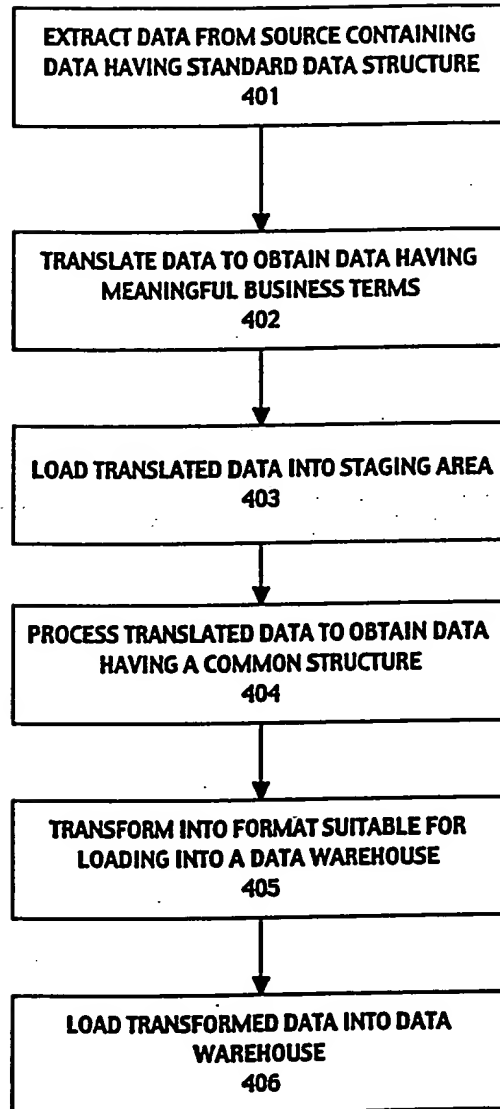 EXTRACT DATA FROM SOURCE CONTAINING
DATA HAVING STANDARD DATA STRUCTURE
401
TRANSLATE DATA TO OBTAIN DATA HAVING
MEANINGFUL BUSINESS TERMS
402
LOAD TRANSLATED DATA INTO STAGING AREA
403
PROCESS TRANSLATED DATA TO OBTAIN DATA
HAVING A COMMON STRUCTURE
404
TRANSFORM INTO FORMAT SUITABLE FOR
LOADING INTO A DATA WAREHOUSE
405
LOAD TRANSFORMED DATA INTO DATA
WAREHOUSE
406